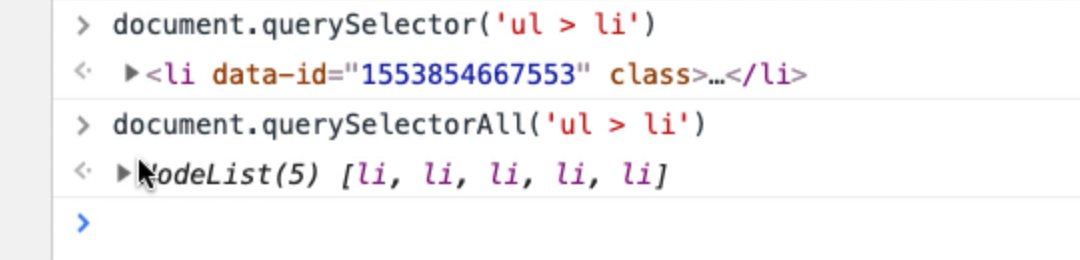 > document.querySelector('ul > li')
<li data-id="1553854667553" class>…</li>
> document.querySelectorAll('ul > li')
NodeList(5) [li, li, li, li, li]
>